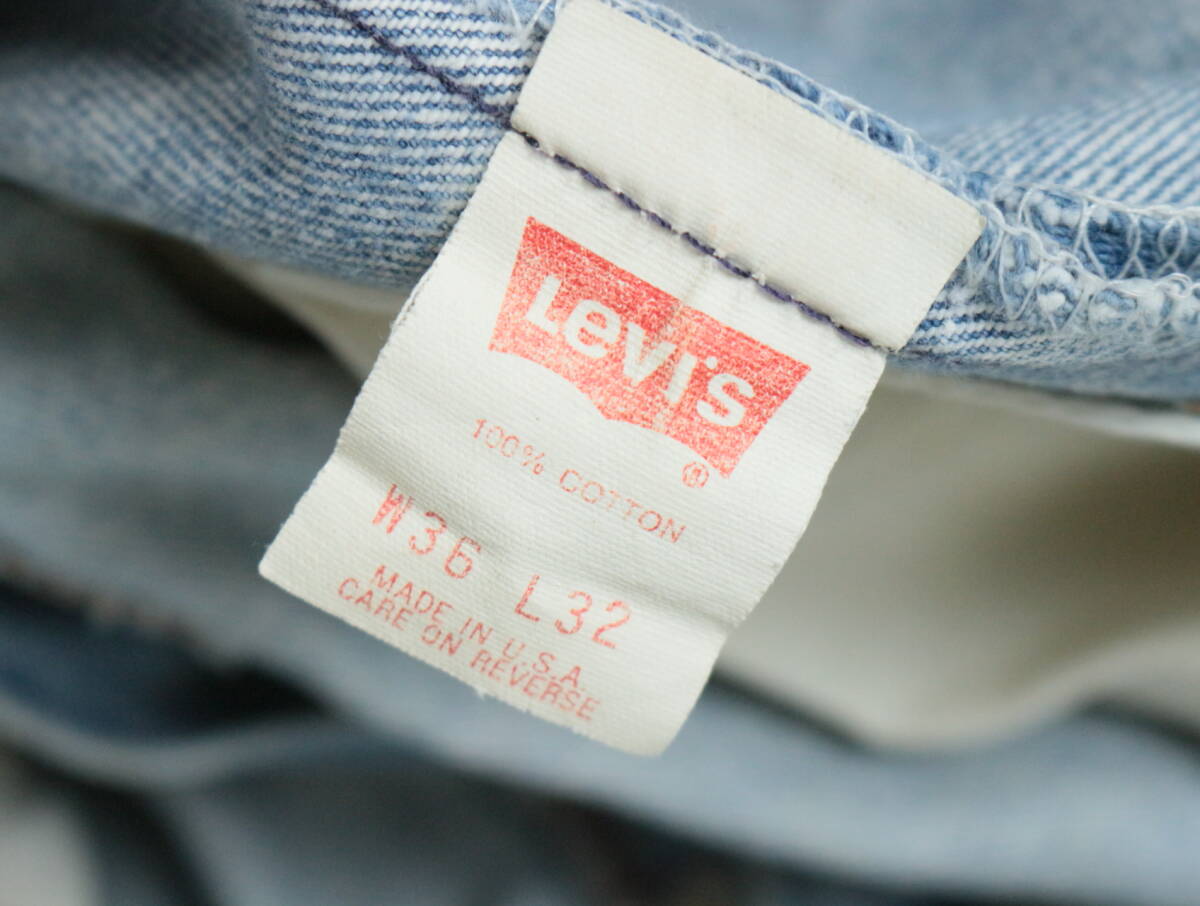 Levi's
®
100% COTTON
W36 L32
MADE IN U.S.A
CARE ON REVERSE